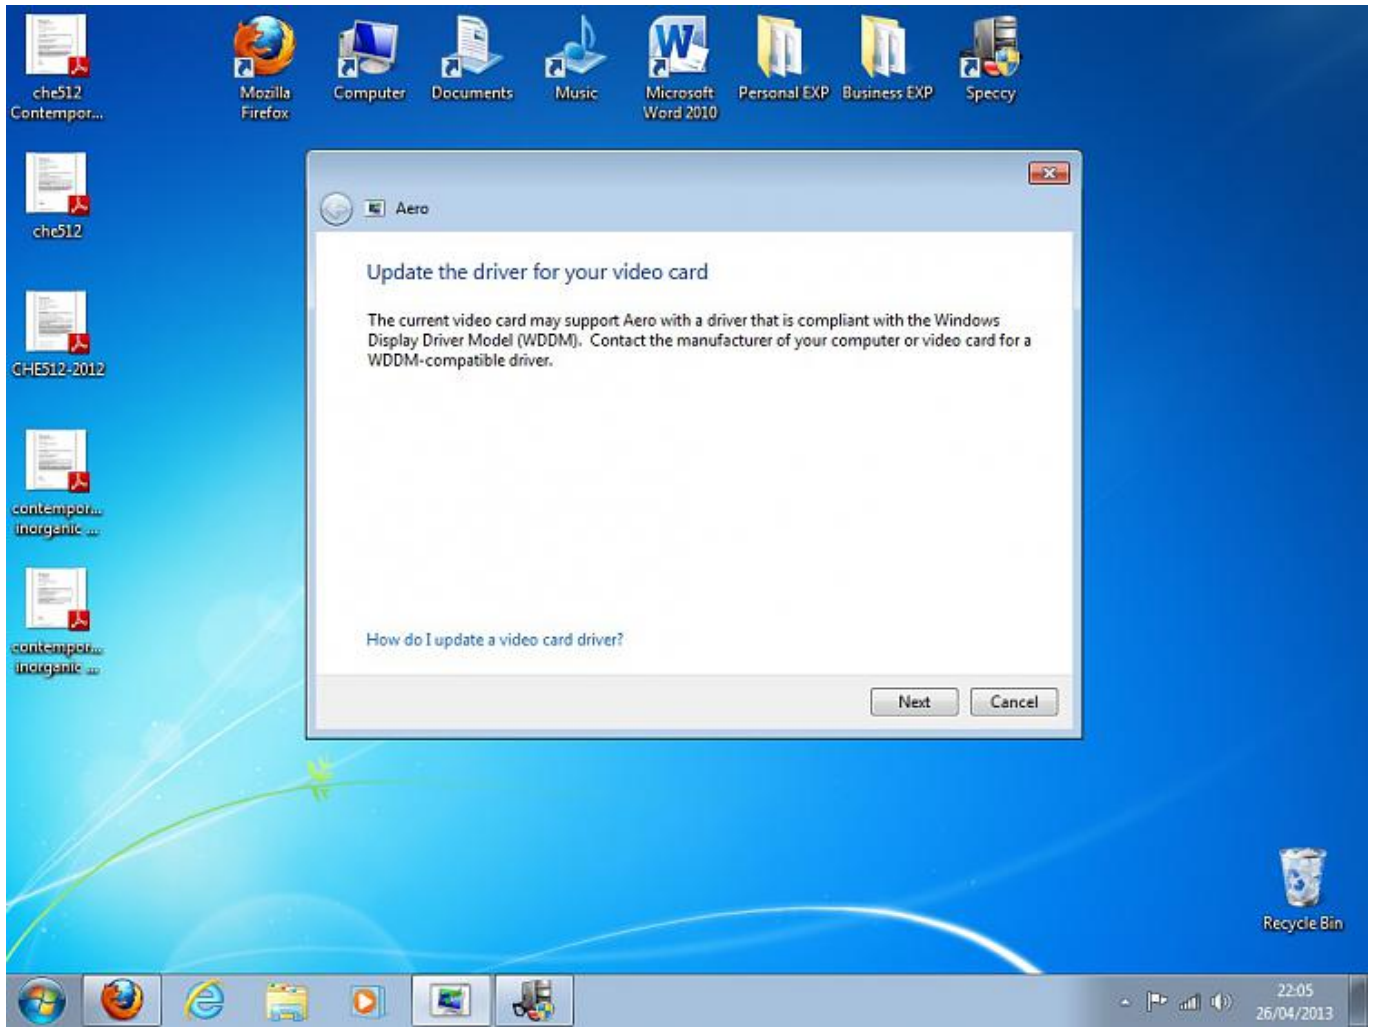 che512
Contempor...
Mozilla
Firefox
Computer
Documents
Music
Microsoft
Word 2010
Personal EXP
Business EXP
Speccy
che512
CHE512-2012
contempor...
inorganic ...
contempor...
inorganic ...
Aero
Update the driver for your video card
The current video card may support Aero with a driver that is compliant with the Windows
Display Driver Model (WDDM).  Contact the manufacturer of your computer or video card for a
WDDM-compatible driver.
How do I update a video card driver?
Next
Cancel
Recycle Bin
22:05
26/04/2013